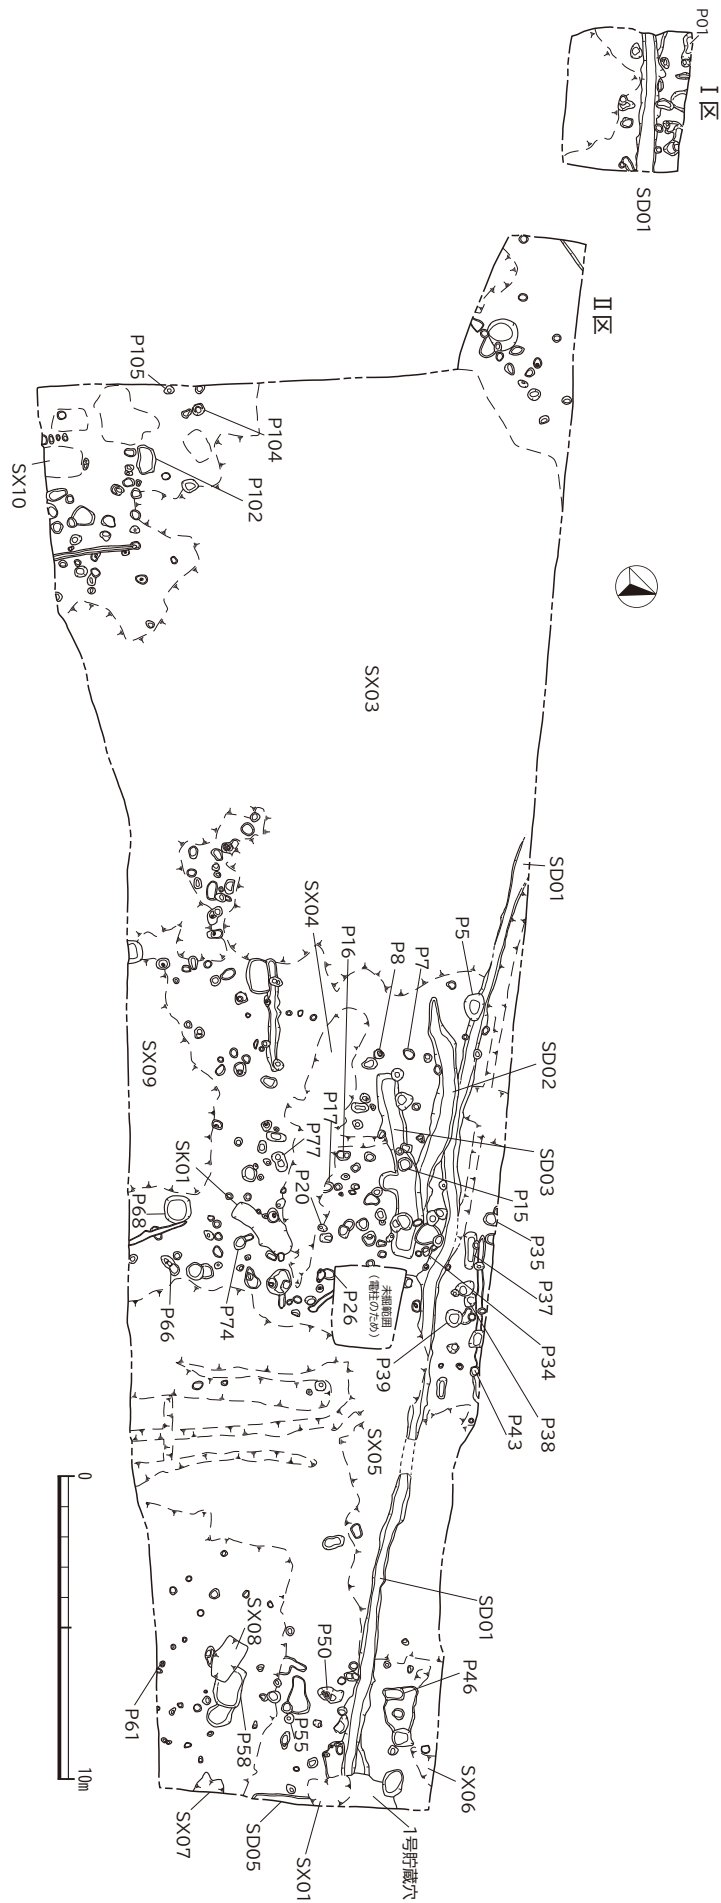 P01
I区
SD01
II区
P105
P104
P102
SX10
SX03
SD01
SX04
P16
P8
P7
P5
SD02
SX09
SK01
P17
P77
P20
SD03
P15
P35
P37
P68
P66
P74
P26
未掘範囲
(電柱のため)
P39
P34
P38
P43
SX05
0
10m
SD01
SX08
P50
P46
P61
P58
P55
SX06
SX07
SD05
SX01
1号貯蔵穴